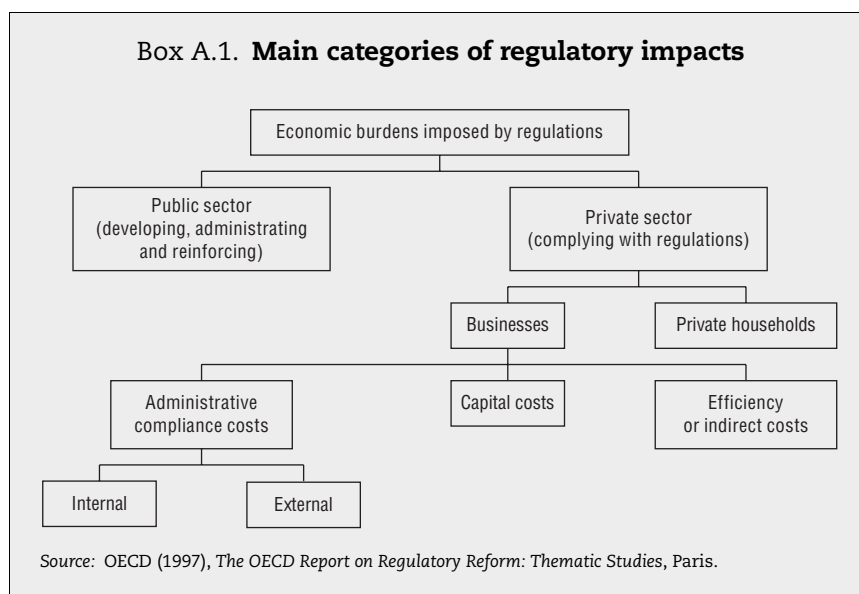 Box A.1. Main categories of regulatory impacts
Economic burdens imposed by regulations
Public sector
(developing, administrating
and reinforcing)
Private sector
(complying with regulations)
Businesses
Private households
Administrative
compliance costs
Capital costs
Efficiency
or indirect costs
Internal
External
Source: OECD (1997), The OECD Report on Regulatory Reform: Thematic Studies, Paris.